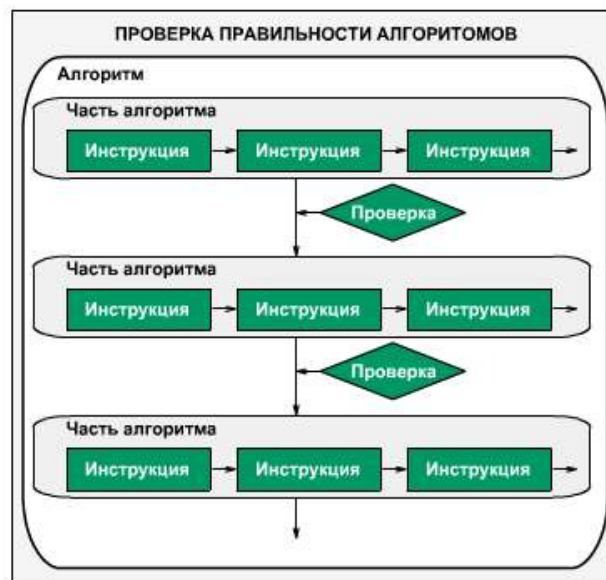 ПРОВЕРКА ПРАВИЛЬНОСТИ АЛГОРИТОМОВ
Алгоритм
Часть алгоритма
Инструкция Инструкция Инструкция
Проверка
Часть алгоритма
Инструкция Инструкция Инструкция
Проверка
Часть алгоритма
Инструкция Инструкция Инструкция